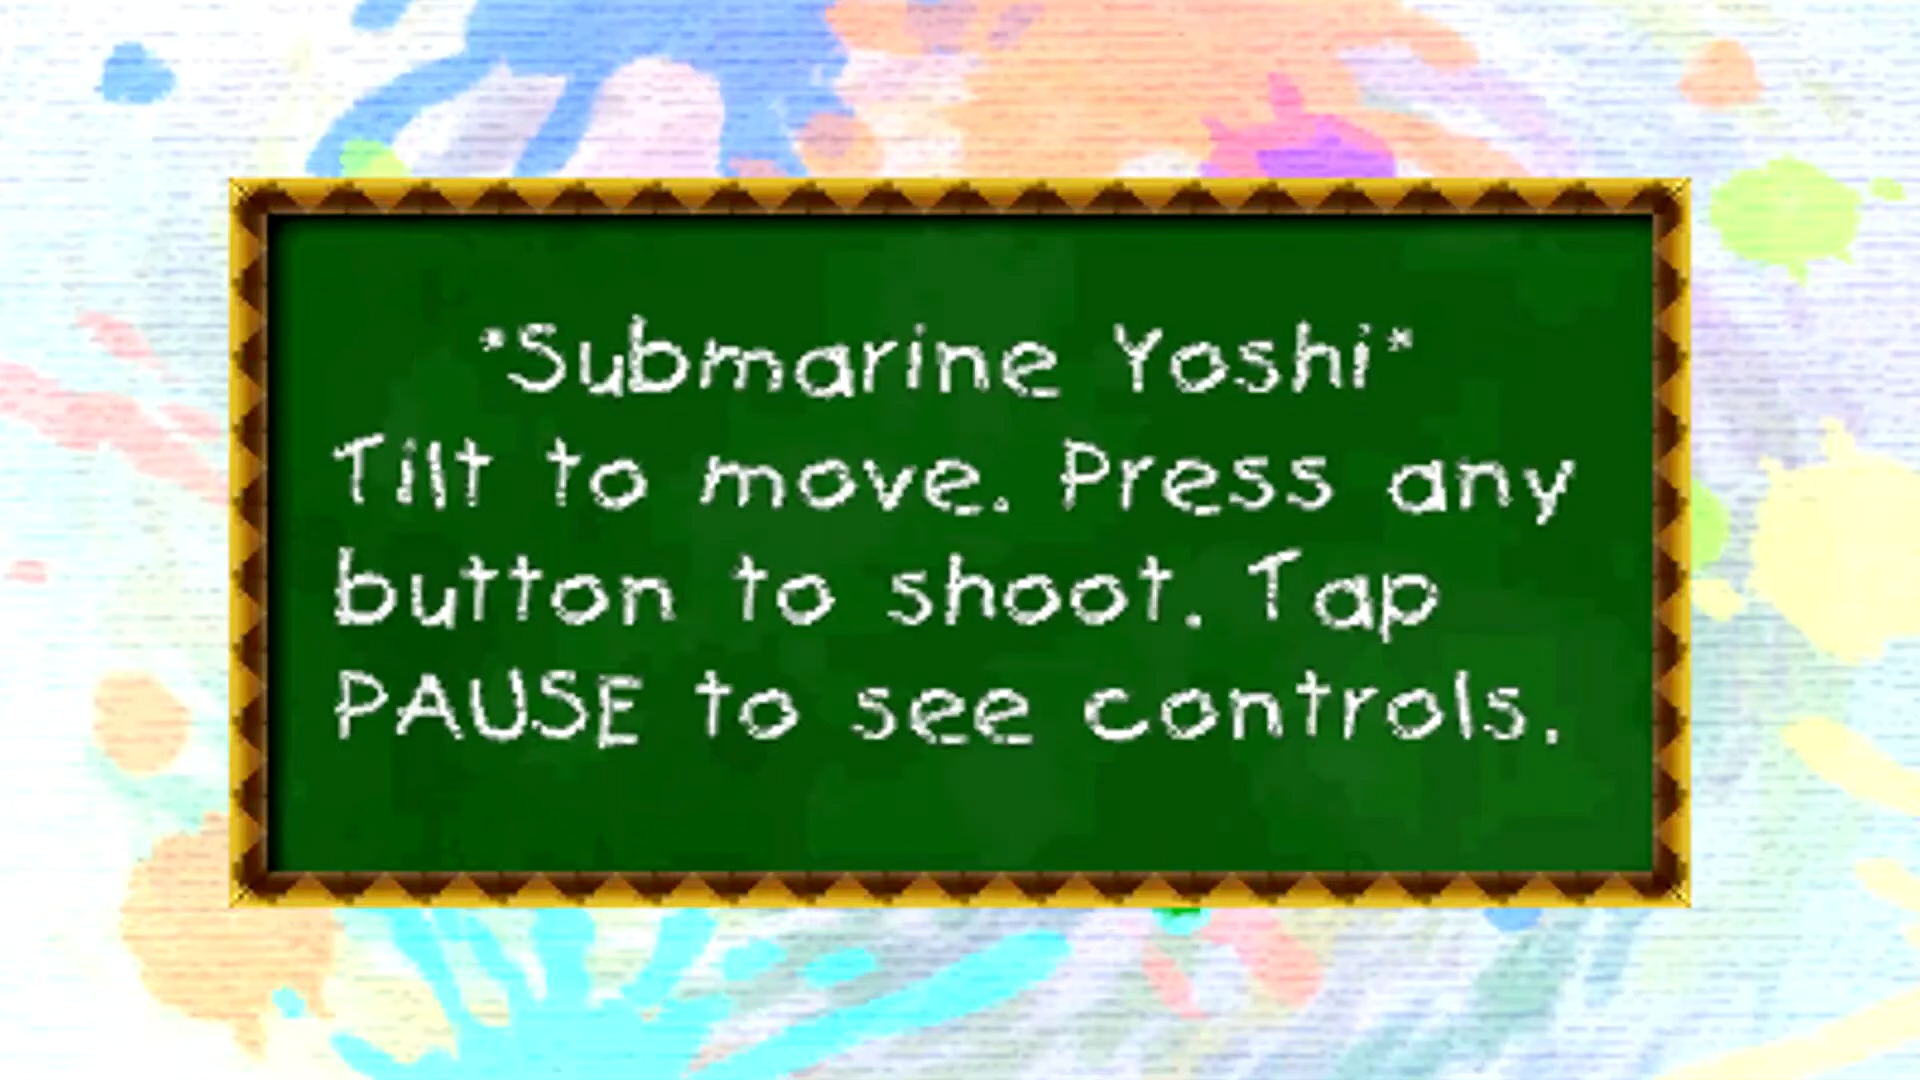 "Submarine Yoshi"
Tilt to move. Press any
button to shoot. Tap
PAUSE to see controls.